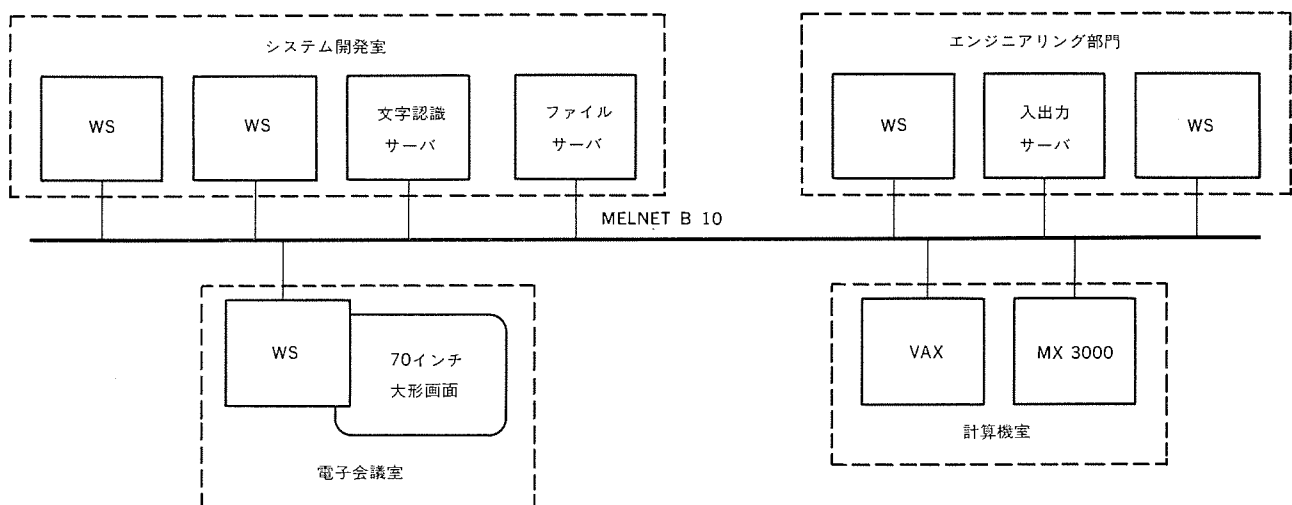 システム開発室
WS
WS
文字認識
サーバ
ファイル
サーバ
エンジニアリング部門
WS
入出力
サーバ
WS
MELNET B 10
WS
70インチ
大形画面
電子会議室
VAX
MX 3000
計算機室